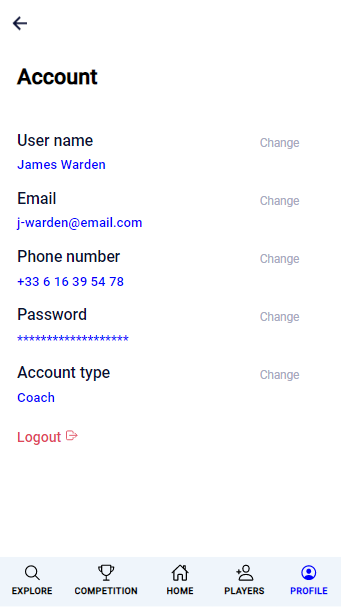 Account
User name
Change
James Warden
Email
Change
j-warden@email.com
Phone number
Change
+33 6 16 39 54 78
Password
Change
*******************
Account type
Change
Coach
Logout
EXPLORE
COMPETITION
HOME
PLAYERS
PROFILE